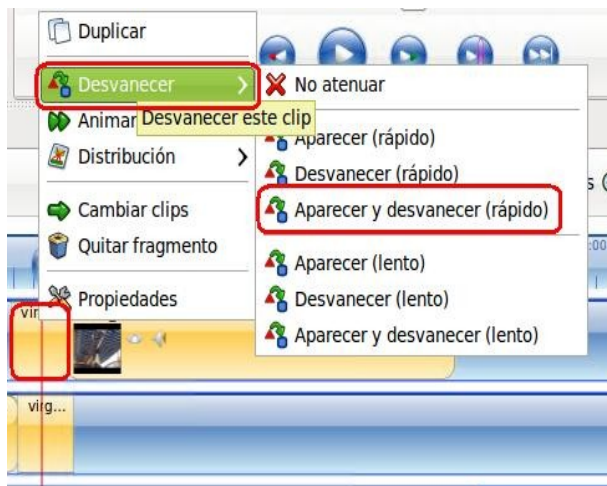 Duplicar
Desvanecer
Animar
Desvanecer este clip
Distribución
Cambiar clips
Quitar fragmento
Propiedades
No atenuar
Aparecer (rápido)
Desvanecer (rápido)
Aparecer y desvanecer (rápido)
Aparecer (lento)
Desvanecer (lento)
Aparecer y desvanecer (lento)
virg...